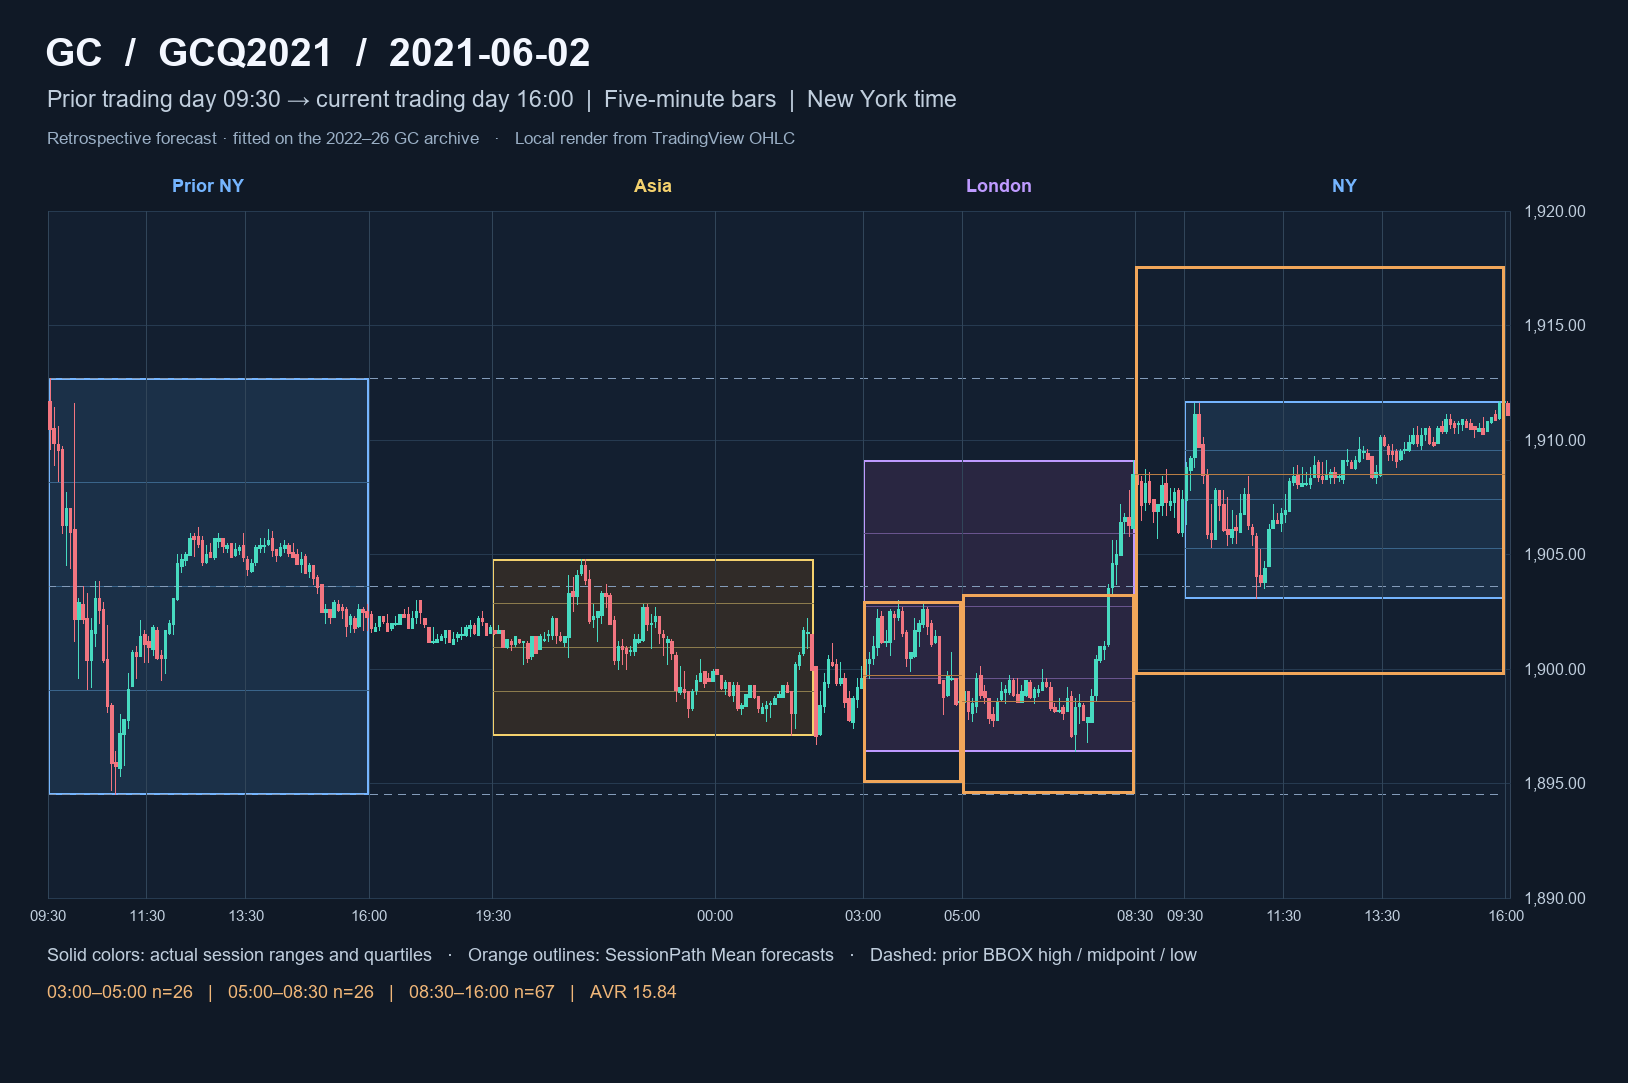 GC / GCQ2021 / 2021-06-02
Prior trading day 09:30 → current trading day 16:00 | Five-minute bars | New York time
Retrospective forecast · fitted on the 2022–26 GC archive · Local render from TradingView OHLC
Prior NY Asia London NY
1,920.00
1,915.00
1,910.00
1,905.00
1,900.00
1,895.00
1,890.00
09:30 11:30 13:30 16:00 19:30 00:00 03:00 05:00 08:30 09:30 11:30 13:30 16:00
Solid colors: actual session ranges and quartiles · Orange outlines: SessionPath Mean forecasts · Dashed: prior BBOX high / midpoint / low
03:00–05:00 n=26 | 05:00–08:30 n=26 | 08:30–16:00 n=67 | AVR 15.84